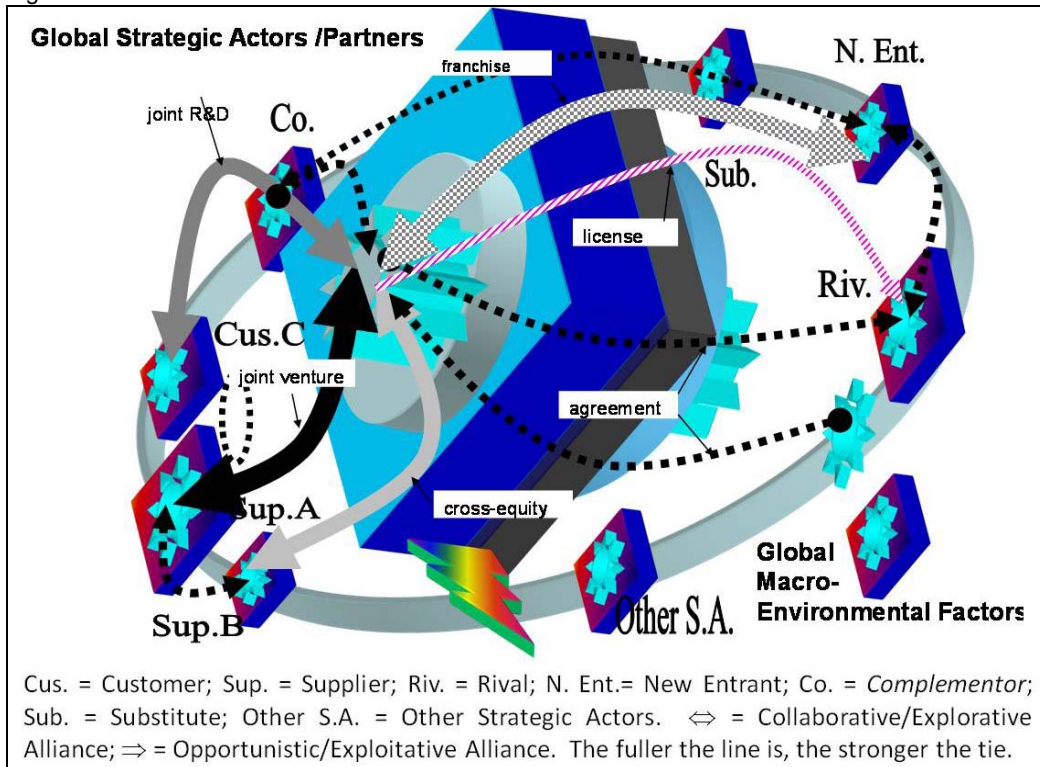 Global Strategic Actors /Partners
franchise
N. Ent.
joint R&D
Co.
Sub.
license
Riv.
Cus.C
joint venture
agreement
Sup.A
cross-equity
Global
Macro-
Environmental Factors
Other S.A.
Sup.B
Cus. = Customer; Sup. = Supplier; Riv. = Rival; N. Ent.= New Entrant; Co. = Complementor;
Sub. = Substitute; Other S.A. = Other Strategic Actors. ⇔ = Collaborative/Explorative
Alliance; ⇒ = Opportunistic/Exploitative Alliance. The fuller the line is, the stronger the tie.